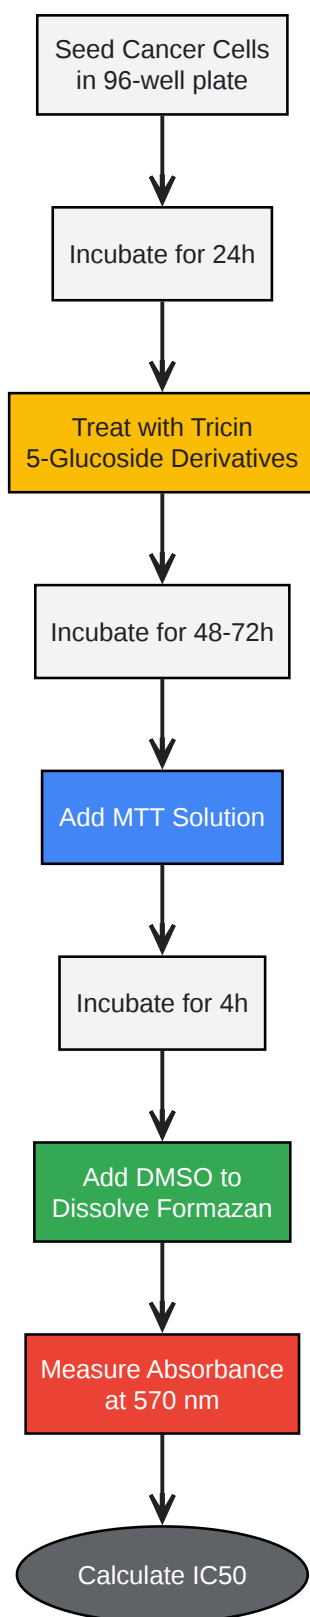 Seed Cancer Cells
in 96-well plate
Incubate for 24h
Treat with Tricin
5-Glucoside Derivatives
Incubate for 48-72h
Add MTT Solution
Incubate for 4h
Add DMSO to
Dissolve Formazan
Measure Absorbance
at 570 nm
Calculate IC50